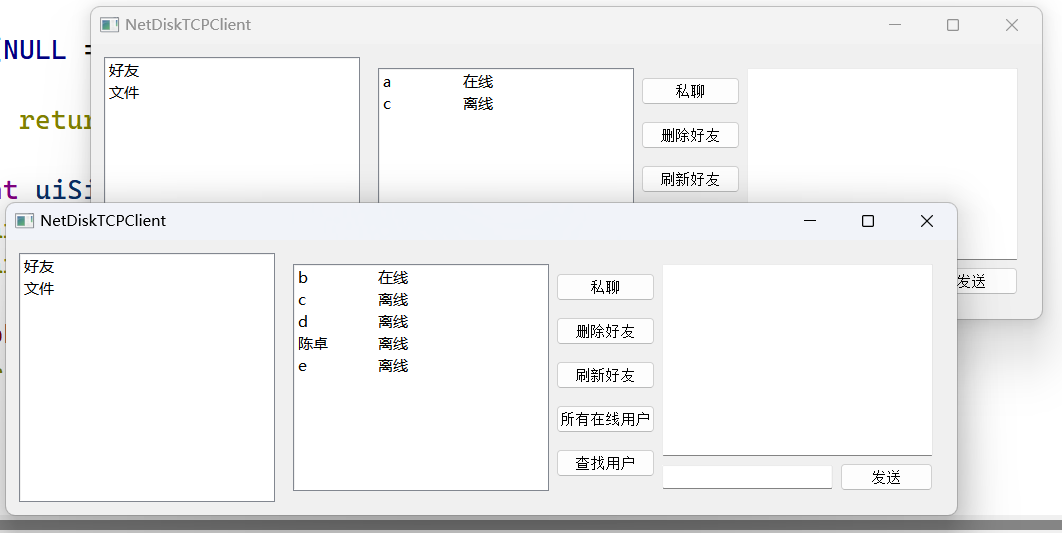 NULL =
NetDiskTCPClient
好友
文件
a 在线
c 离线
私聊
删除好友
刷新好友
发送
retur
t uiSi
NetDiskTCPClient
好友
文件
b 在线
c 离线
d 离线
陈卓 离线
e 离线
私聊
删除好友
刷新好友
所有在线用户
查找用户
发送